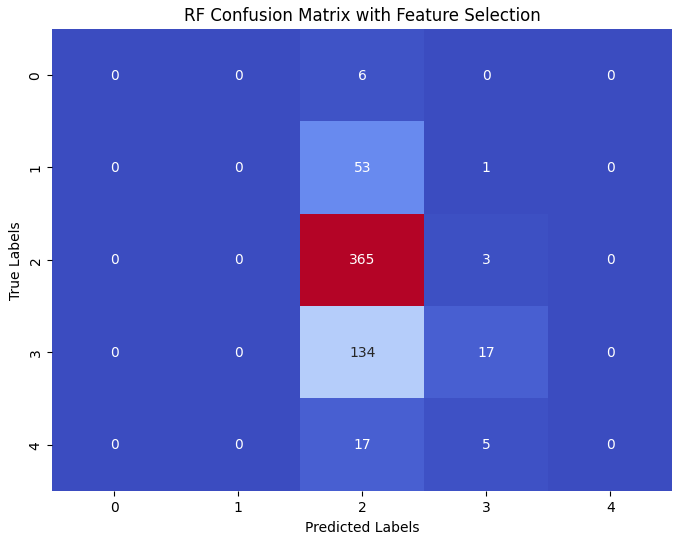 RF Confusion Matrix with Feature Selection
True Labels
0 0 0 6 0 0
1 0 0 53 1 0
2 0 0 365 3 0
3 0 0 134 17 0
4 0 0 17 5 0
0 1 2 3 4
Predicted Labels